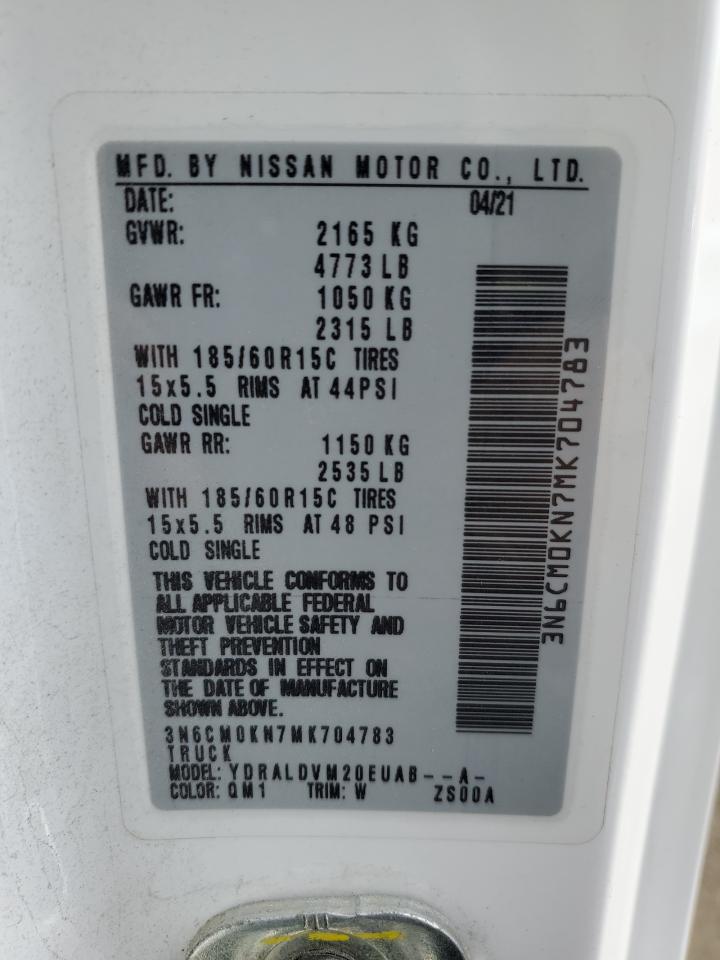 MFD. BY NISSAN MOTOR CO., LTD.
DATE: 04/21
GVWR: 2165 KG
4773 LB
GAWR FR: 1050 KG
2315 LB
WITH 185/60R15C TIRES
15x5.5 RIMS AT 44PSI
COLD SINGLE
GAWR RR: 1150 KG
2535 LB
WITH 185/60R15C TIRES
15x5.5 RIMS AT 48 PSI
COLD SINGLE
THIS VEHICLE CONFORMS TO
ALL APPLICABLE FEDERAL
MOTOR VEHICLE SAFETY AND
THEFT PREVENTION
STANDARDS IN EFFECT ON
THE DATE OF MANUFACTURE
SHOWN ABOVE.
3N6CM0KN7MK704783
TRUCK
MODEL: YDRALDVM20EUAB--A-
COLOR: QM1 TRIM: W ZS00A
3N6CM0KN7MK704783